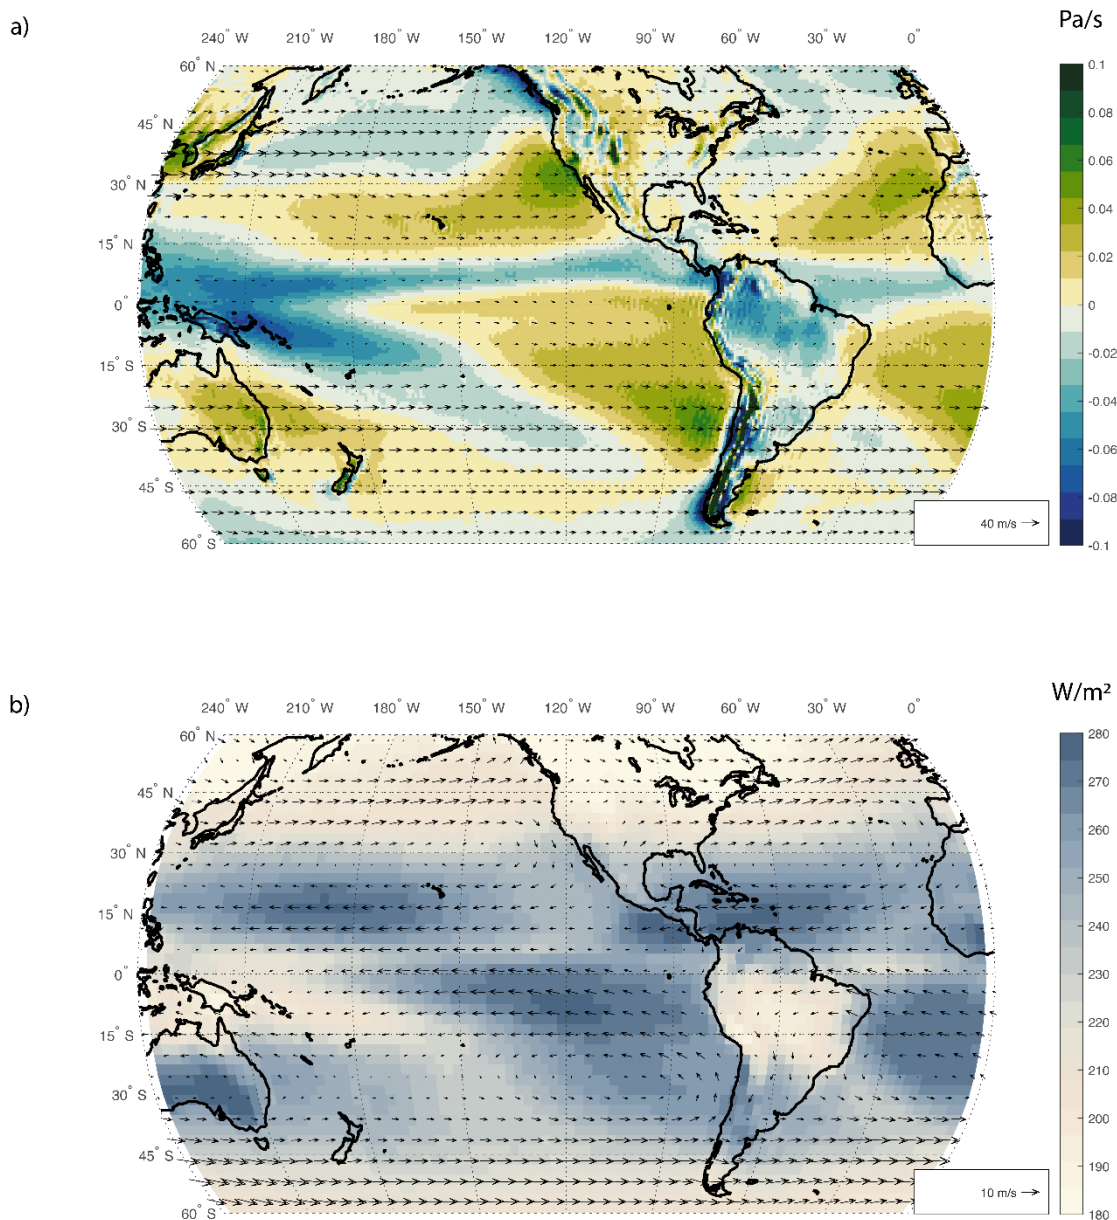 a)
Pa/s
240° W 210° W 180° W 150° W 120° W 90° W 60° W 30° W 0°
60° N
45° N
30° N
15° N
0°
15° S
30° S
45° S
60° S
0.1
0.08
0.06
0.04
0.02
0
-0.02
-0.04
-0.06
-0.08
-0.1
40 m/s
b)
W/m²
240° W 210° W 180° W 150° W 120° W 90° W 60° W 30° W 0°
60° N
45° N
30° N
15° N
0°
15° S
30° S
45° S
60° S
280
270
260
250
240
230
220
210
200
190
180
10 m/s